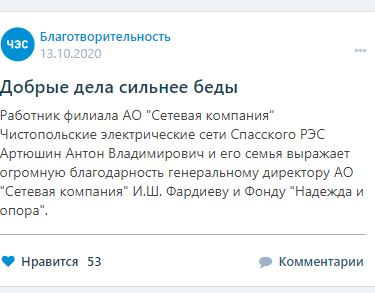 ЧЭС
Благотворительность
13.10.2020
Добрые дела сильнее беды
Работник филиала АО "Сетевая компания"
Чистопольские электрические сети Спасского РЭС
Артюшин Антон Владимирович и его семья выражает
огромную благодарность генеральному директору АО
"Сетевая компания" И.Ш. Фардиеву и Фонду "Надежда и
опора".
Нравится 53
Комментарии